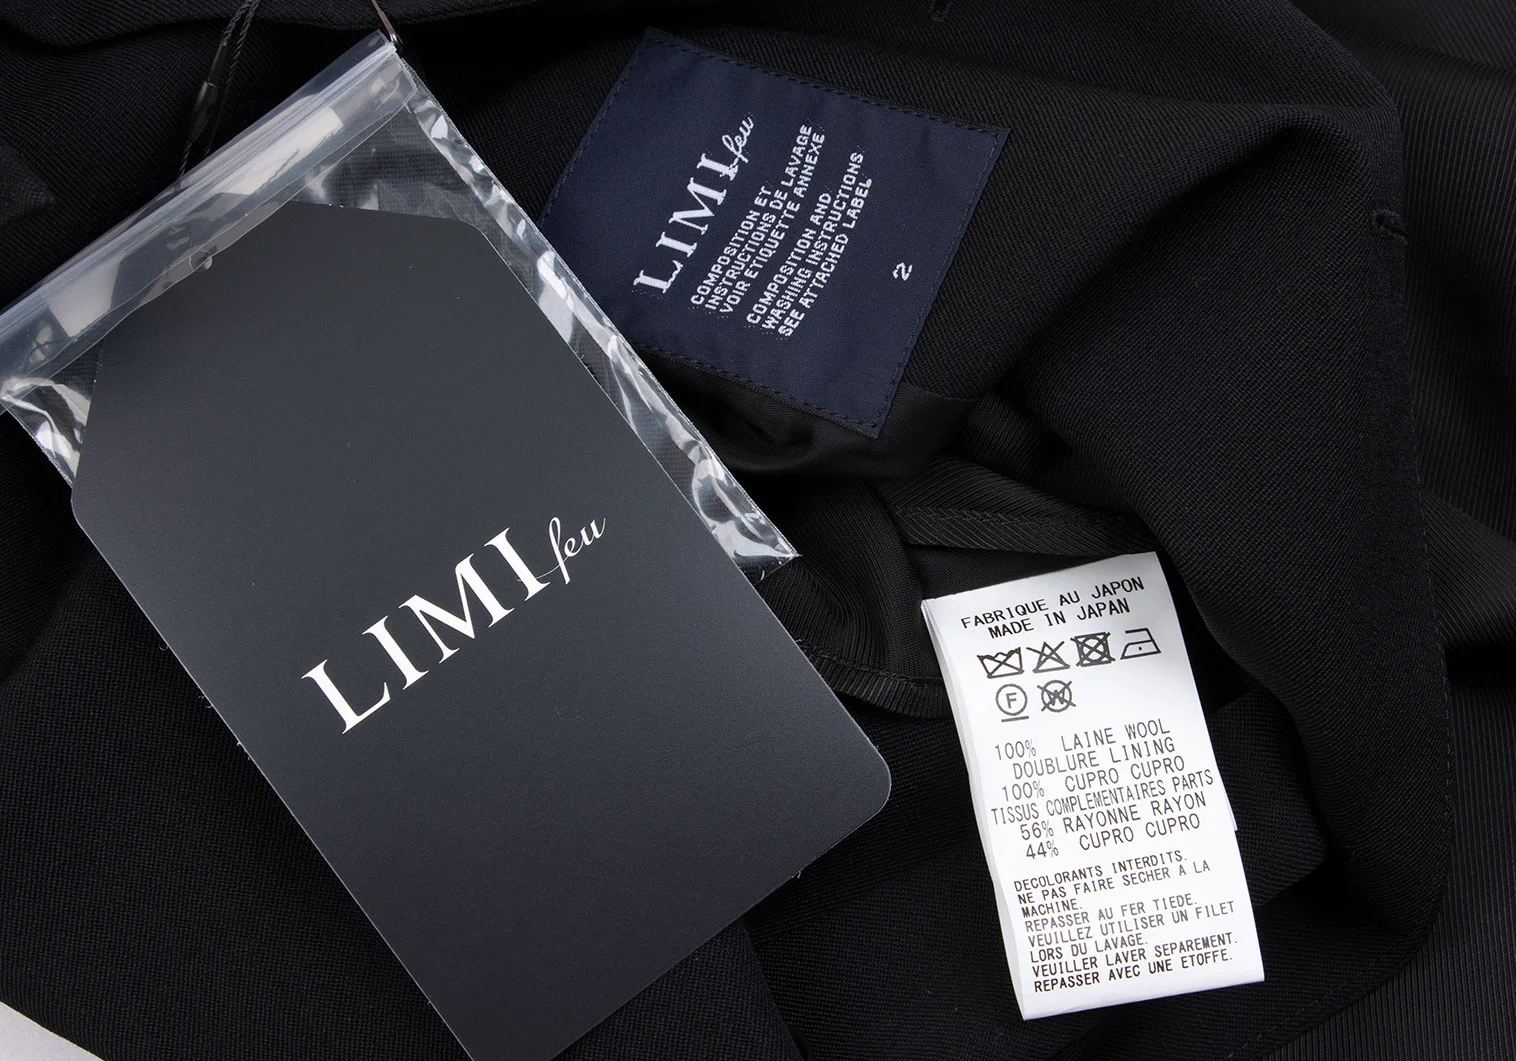 LIMI feu
COMPOSITION ET
INSTRUCTIONS DE LAVAGE
VOIR ETIQUETTE ANNEXE
COMPOSITION AND
WASHING INSTRUCTIONS
SEE ATTACHED LABEL
2
LIMI feu
FABRIQUE AU JAPON
MADE IN JAPAN
F W
100% LAINE WOOL
DOUBLURE LINING
100% CUPRO CUPRO
TISSUS COMPLEMENTAIRES PARTS
56% RAYONNE RAYON
44% CUPRO CUPRO
DECOLORANTS INTERDITS.
NE PAS FAIRE SECHER A LA
MACHINE.
REPASSER AU FER TIEDE.
VEUILLEZ UTILISER UN FILET
LORS DU LAVAGE.
VEUILLER LAVER SEPAREMENT.
REPASSER AVEC UNE ETOFFE.